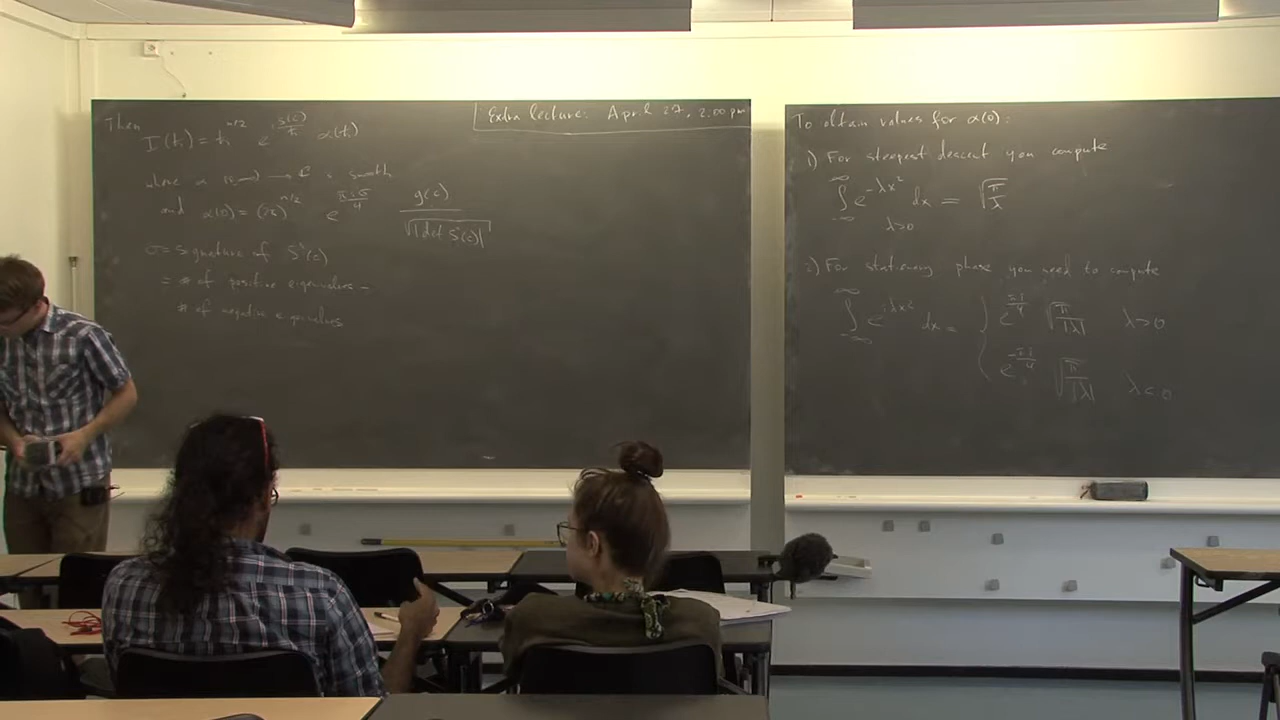 Then
I(ħ) = ħ^{n/2} e^{i S(c)/ħ} α(ħ)
where α : [0,∞) → ℂ is smooth
and α(0) = (2π)^{n/2} e^{πiσ/4} g(c) / √|det S''(c)|
σ = signature of S''(c)
= # of positive eigenvalues −
# of negative eigenvalues
Extra lecture: April 27, 2:00 pm
To obtain values for α(0):
1) For steepest descent you compute
∫_{-∞}^{∞} e^{-λx²} dx = √(π/λ)
λ>0
2) For stationary phase you need to compute
∫_{-∞}^{∞} e^{iλx²} dx = { e^{πi/4} √(π/|λ|) λ>0
e^{-πi/4} √(π/|λ|) λ<0